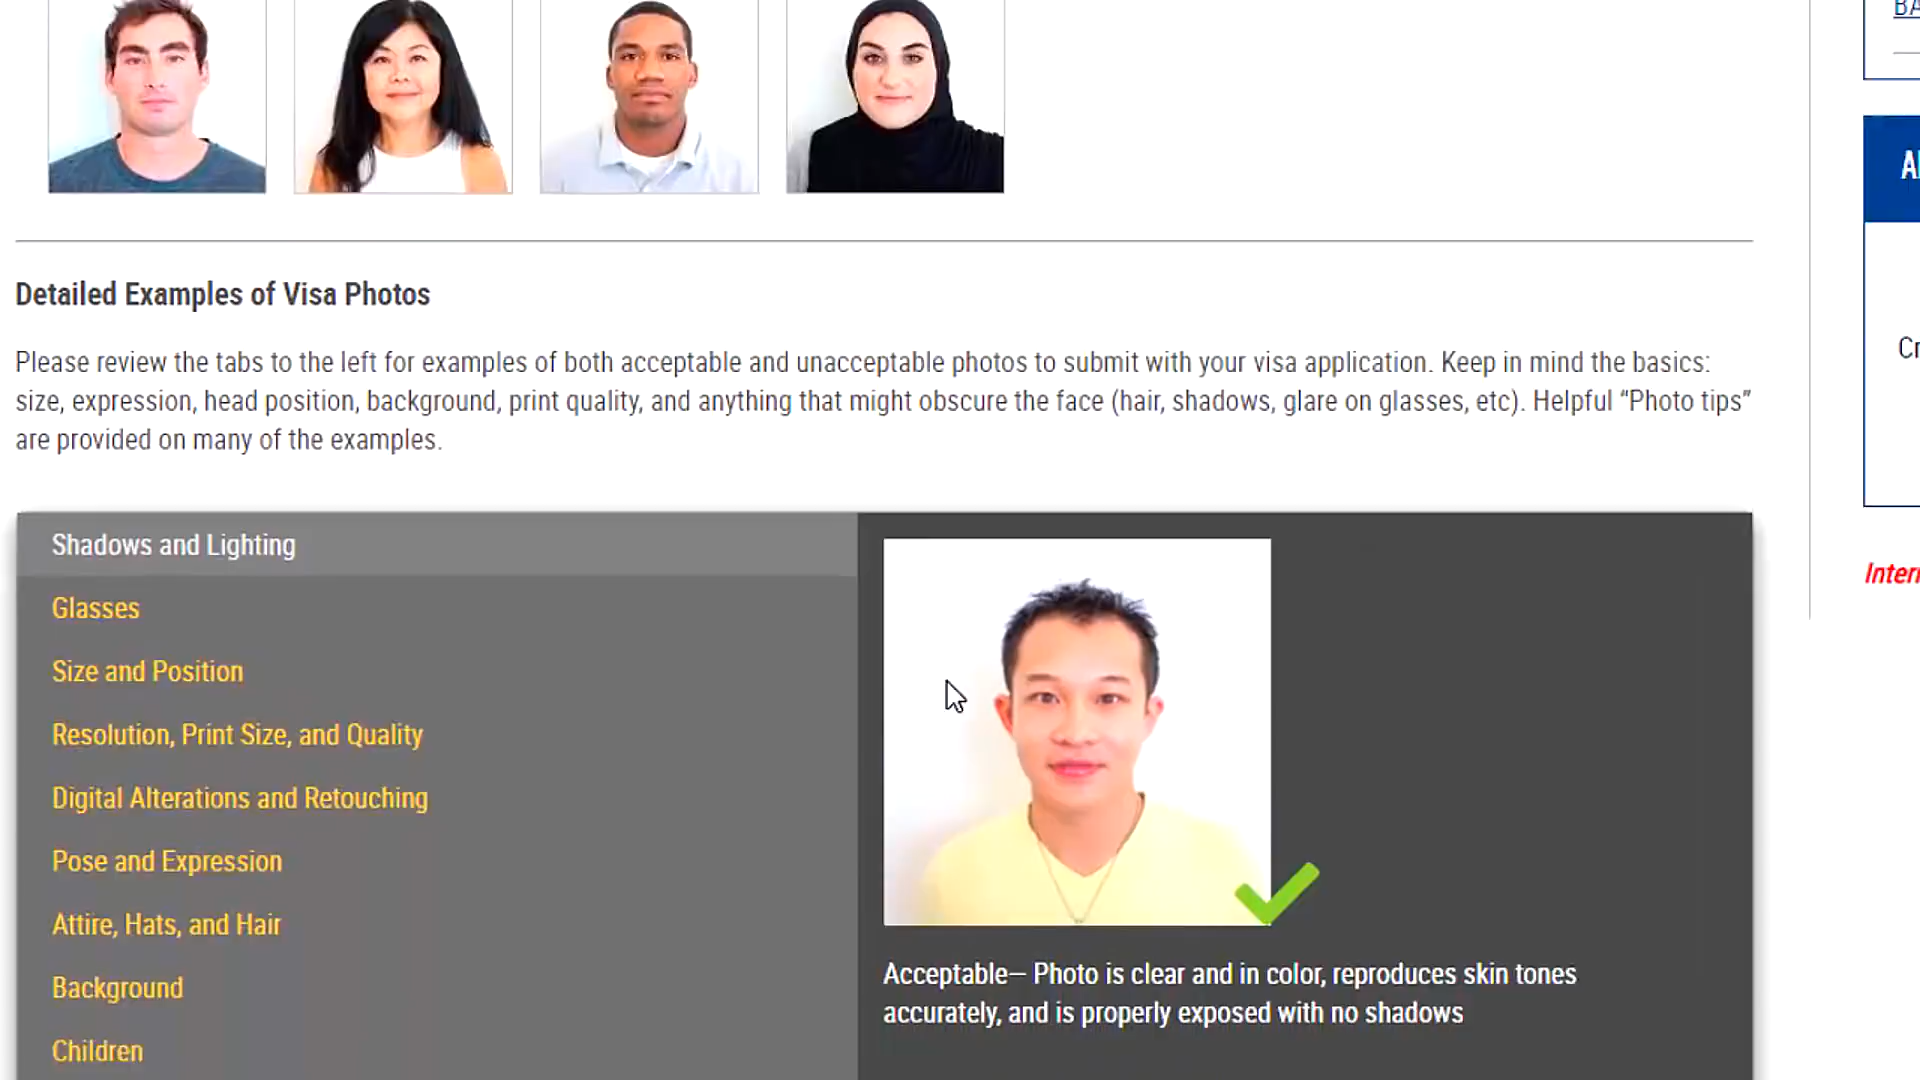 Detailed Examples of Visa Photos
Please review the tabs to the left for examples of both acceptable and unacceptable photos to submit with your visa application. Keep in mind the basics:
size, expression, head position, background, print quality, and anything that might obscure the face (hair, shadows, glare on glasses, etc). Helpful “Photo tips”
are provided on many of the examples.
Shadows and Lighting
Glasses
Size and Position
Resolution, Print Size, and Quality
Digital Alterations and Retouching
Pose and Expression
Attire, Hats, and Hair
Background
Children
Acceptable– Photo is clear and in color, reproduces skin tones
accurately, and is properly exposed with no shadows